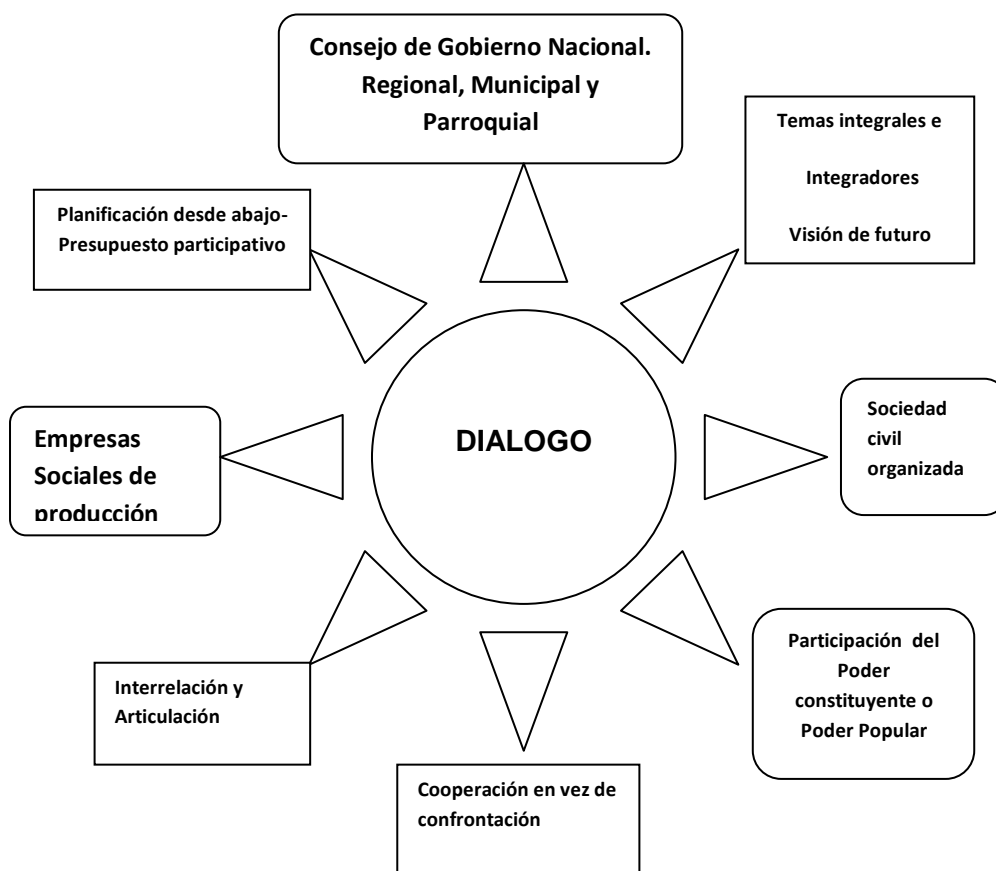 Consejo de Gobierno Nacional.
Regional, Municipal y
Parroquial
Temas integrales e
Integradores
Visión de futuro
Planificación desde abajo-
Presupuesto participativo
DIALOGO
Sociedad
civil
organizada
Empresas
Sociales de
producción
Participación del
Poder
constituyente o
Poder Popular
Interrelación y
Articulación
Cooperación en vez de
confrontación